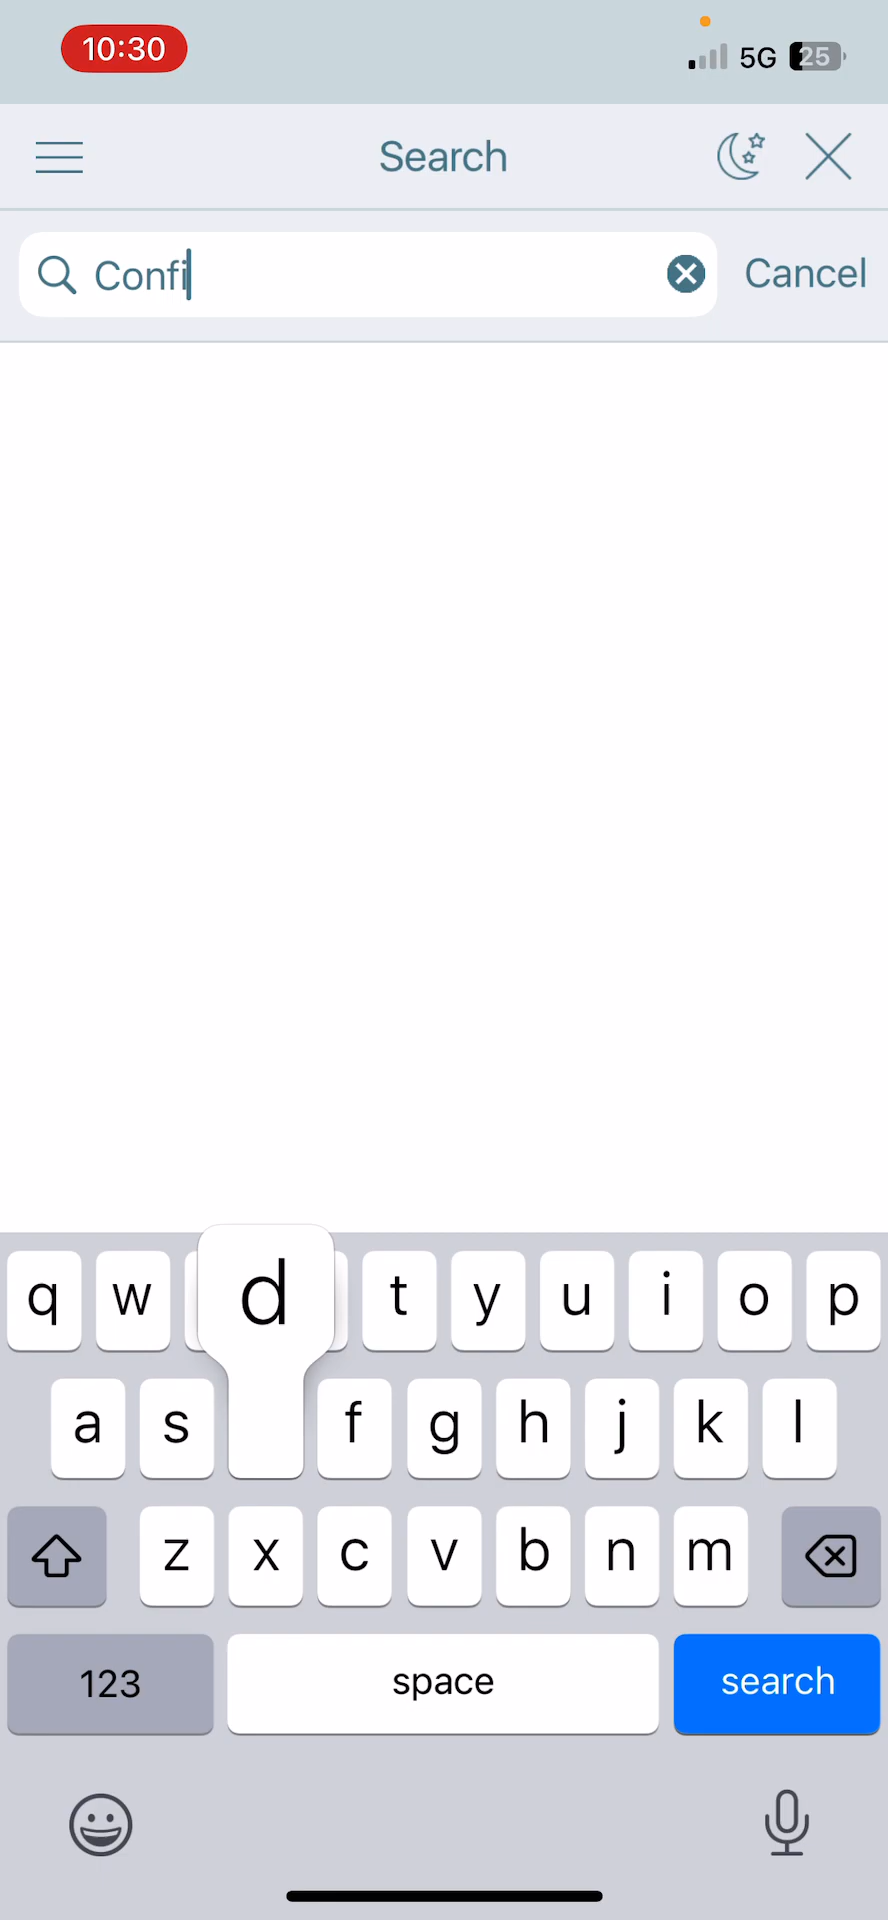 10:30
5G 25
Search
Confi Cancel
q w d t y u i o p
a s f g h j k l
z x c v b n m
123 space search